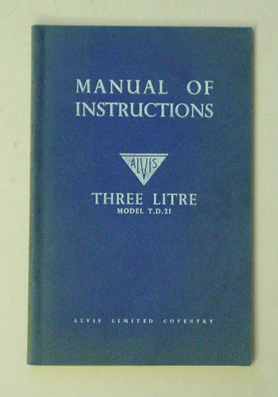 MANUAL OF
INSTRUCTIONS
ALVIS
THREE LITRE
MODEL T.D.21
ALVIS LIMITED COVENTRY